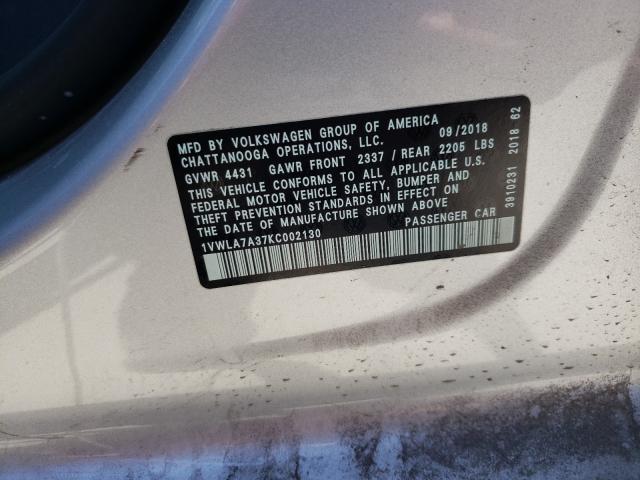 MFD BY VOLKSWAGEN GROUP OF AMERICA
CHATTANOOGA OPERATIONS, LLC. 09/2018
GVWR 4431 GAWR FRONT 2337 / REAR 2205 LBS
THIS VEHICLE CONFORMS TO ALL APPLICABLE U.S.
FEDERAL MOTOR VEHICLE SAFETY, BUMPER AND
THEFT PREVENTION STANDARDS IN EFFECT ON
THE DATE OF MANUFACTURE SHOWN ABOVE
1VWLA7A37KC002130 PASSENGER CAR
3910231 2018 62